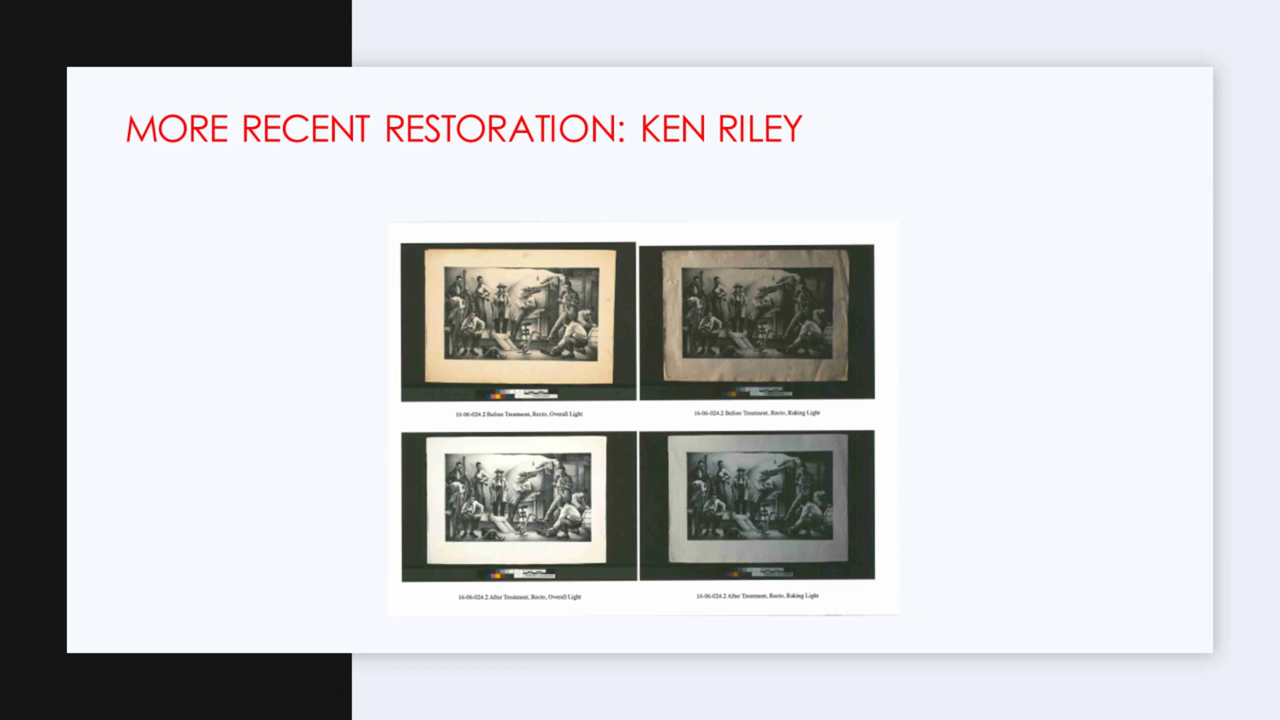 MORE RECENT RESTORATION: KEN RILEY
16-06-024.2 Before Treatment, Recto, Overall Light
16-06-024.2 Before Treatment, Recto, Raking Light
16-06-024.2 After Treatment, Recto, Overall Light
16-06-024.2 After Treatment, Recto, Raking Light